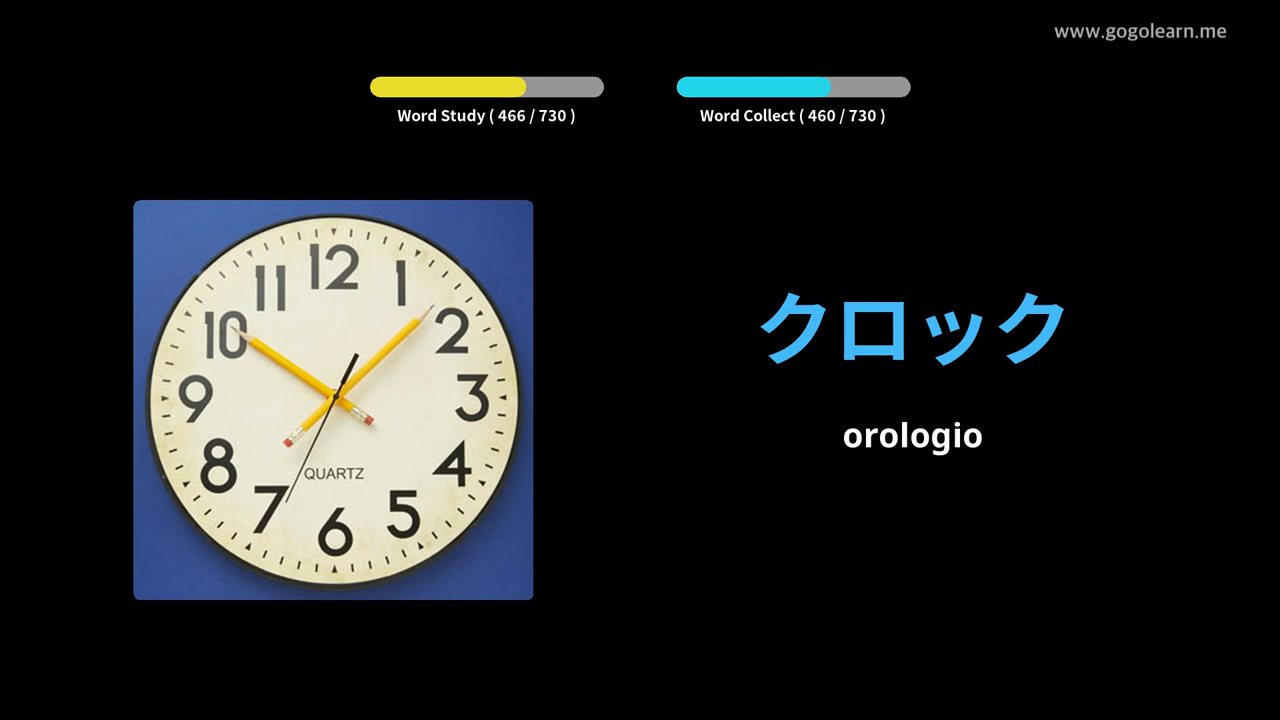 www.gogolearn.me
Word Study ( 466 / 730 )
Word Collect ( 460 / 730 )
12
1
2
3
4
5
6
7
8
9
10
11
QUARTZ
クロック
orologio